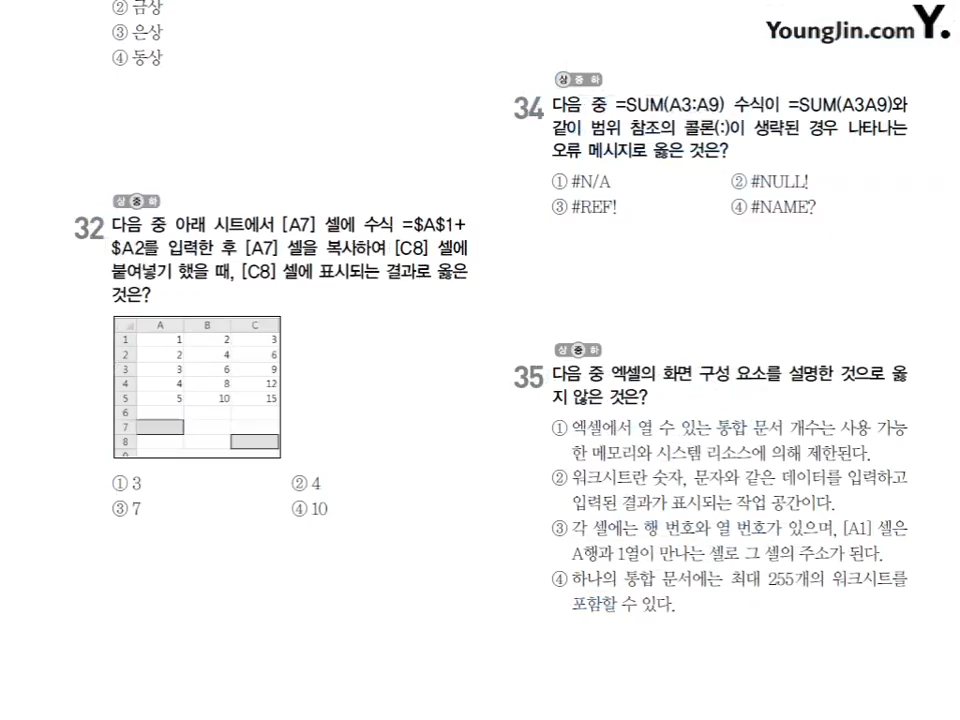 ② 금상
③ 은상
④ 동상
YoungJin.com Y.
상 중 하
32 다음 중 아래 시트에서 [A7] 셀에 수식 =$A$1+
$A2를 입력한 후 [A7] 셀을 복사하여 [C8] 셀에
붙여넣기 했을 때, [C8] 셀에 표시되는 결과로 옳은
것은?
A B C
1 1 2 3
2 2 4 6
3 3 6 9
4 4 8 12
5 5 10 15
6
7
8
9
① 3 ② 4
③ 7 ④ 10
상 중 하
34 다음 중 =SUM(A3:A9) 수식이 =SUM(A3A9)와
같이 범위 참조의 콜론(:)이 생략된 경우 나타나는
오류 메시지로 옳은 것은?
① #N/A ② #NULL!
③ #REF! ④ #NAME?
상 중 하
35 다음 중 엑셀의 화면 구성 요소를 설명한 것으로 옳
지 않은 것은?
① 엑셀에서 열 수 있는 통합 문서 개수는 사용 가능
한 메모리와 시스템 리소스에 의해 제한된다.
② 워크시트란 숫자, 문자와 같은 데이터를 입력하고
입력된 결과가 표시되는 작업 공간이다.
③ 각 셀에는 행 번호와 열 번호가 있으며, [A1] 셀은
A행과 1열이 만나는 셀로 그 셀의 주소가 된다.
④ 하나의 통합 문서에는 최대 255개의 워크시트를
포함할 수 있다.